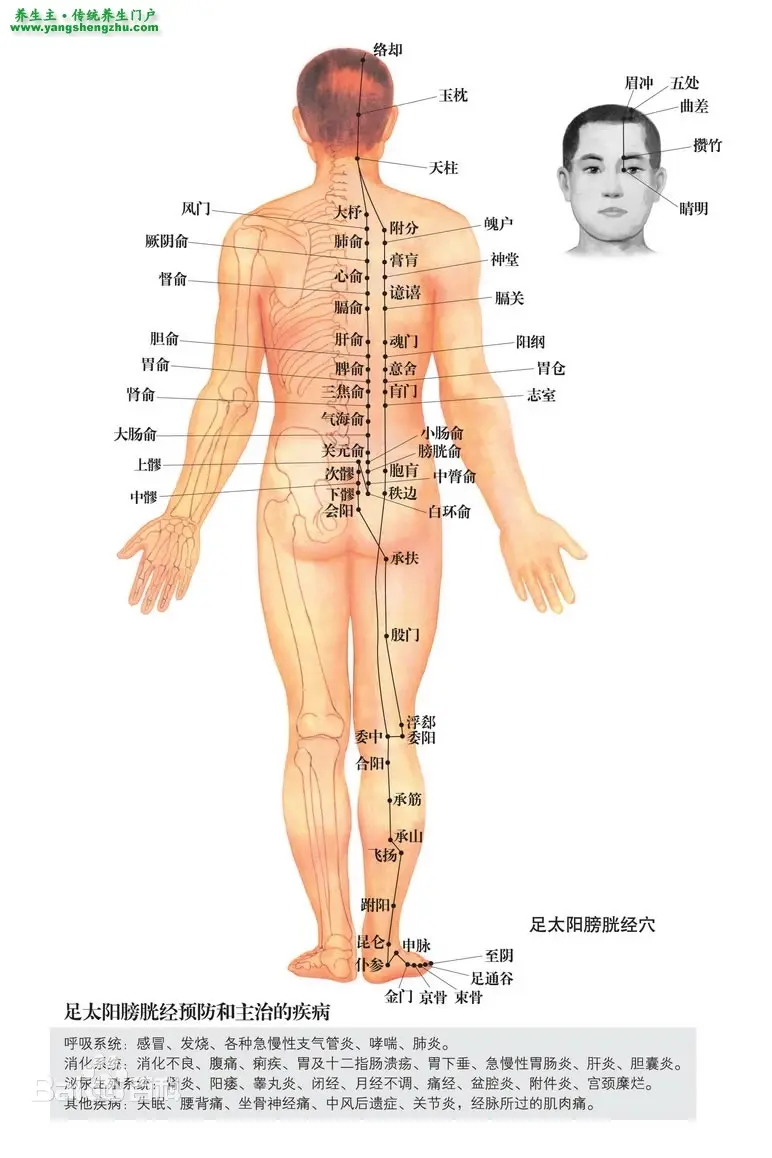 养生主·传统养生门户
www.yangshengzhu.com
络却
玉枕
天柱
眉冲
五处
曲差
攒竹
睛明
风门
大杼
附分
魄户
厥阴俞
肺俞
膏肓
神堂
督俞
心俞
譩譆
膈关
膈俞
胆俞
肝俞
魂门
阳纲
胃俞
脾俞
意舍
胃仓
肾俞
三焦俞
肓门
志室
气海俞
大肠俞
小肠俞
关元俞
膀胱俞
上髎
次髎
胞肓
中膂俞
中髎
下髎
秩边
会阳
白环俞
承扶
殷门
浮郄
委中
委阳
合阳
承筋
承山
飞扬
跗阳
足太阳膀胱经穴
昆仑
申脉
至阴
仆参
足通谷
金门
京骨
束骨
足太阳膀胱经预防和主治的疾病
呼吸系统：感冒、发烧、各种急慢性支气管炎、哮喘、肺炎。
消化系统：消化不良、腹痛、痢疾、胃及十二指肠溃疡、胃下垂、急慢性胃肠炎、肝炎、胆囊炎。
泌尿生殖系统：肾炎、阳痿、睾丸炎、闭经、月经不调、痛经、盆腔炎、附件炎、宫颈糜烂。
其他疾病：失眠、腰背痛、坐骨神经痛、中风后遗症、关节炎，经脉所过的肌肉痛。
Baidu百科